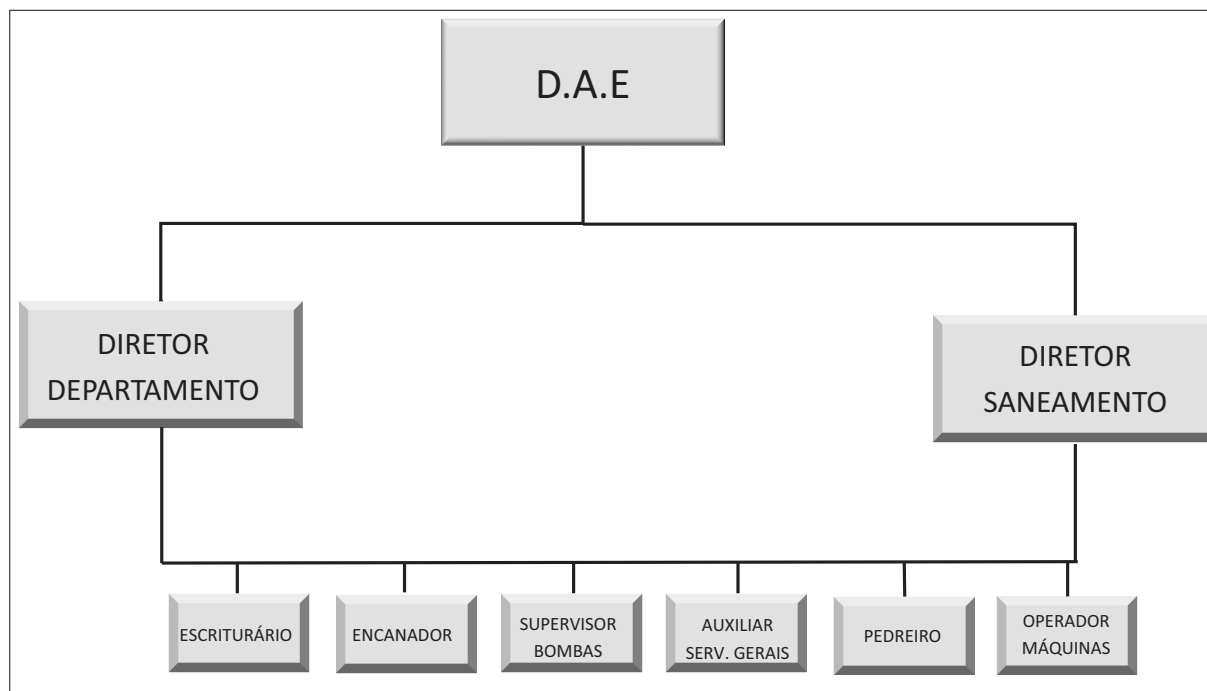 D.A.E
DIRETOR
DEPARTAMENTO
DIRETOR
SANEAMENTO
ESCRITURÁRIO
ENCANADOR
SUPERVISOR
BOMBAS
AUXILIAR
SERV. GERAIS
PEDREIRO
OPERADOR
MÁQUINAS